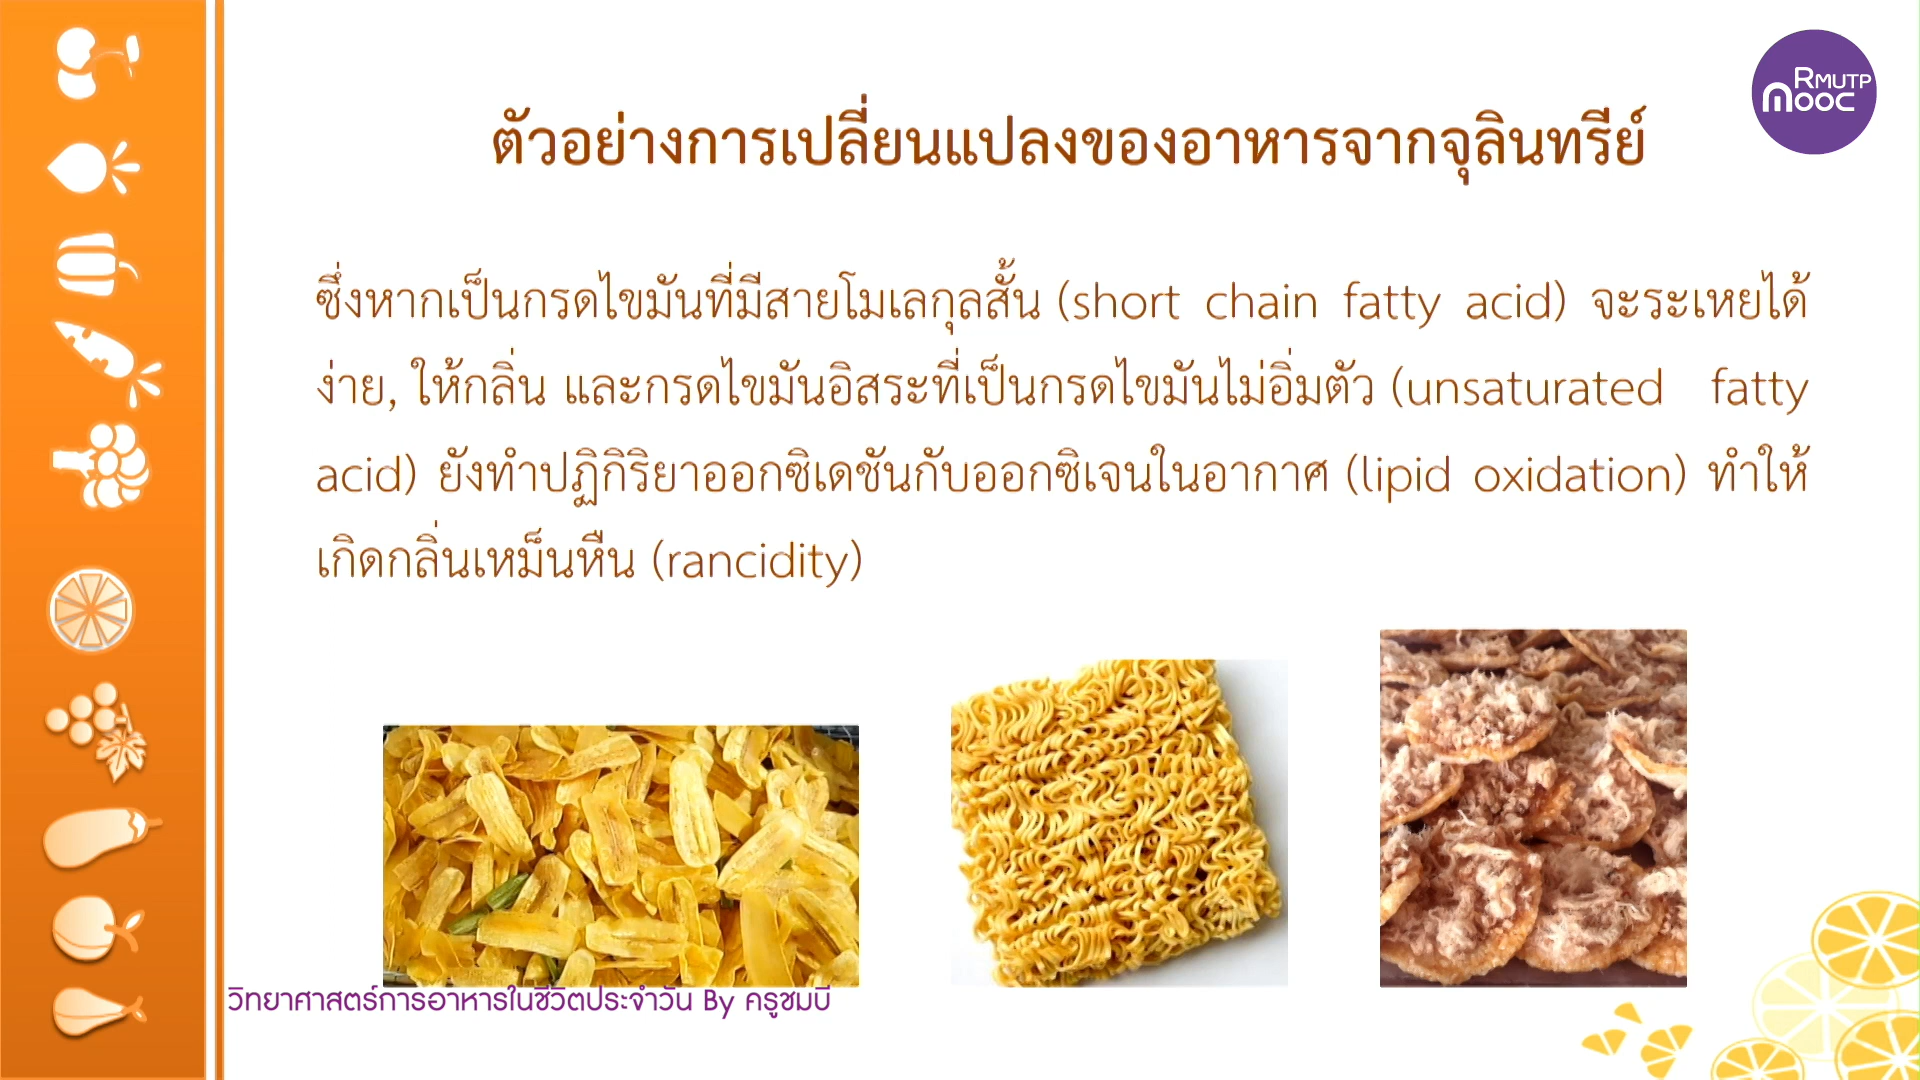 RMUTP
MOOC
ตัวอย่างการเปลี่ยนแปลงของอาหารจากจุลินทรีย์
ซึ่งหากเป็นกรดไขมันที่มีสายโมเลกุลสั้น (short chain fatty acid) จะระเหยได้
ง่าย, ให้กลิ่น และกรดไขมันอิสระที่เป็นกรดไขมันไม่อิ่มตัว (unsaturated fatty
acid) ยังทำปฏิกิริยาออกซิเดชันกับออกซิเจนในอากาศ (lipid oxidation) ทำให้
เกิดกลิ่นเหม็นหืน (rancidity)
วิทยาศาสตร์การอาหารในชีวิตประจำวัน By ครูชมบี